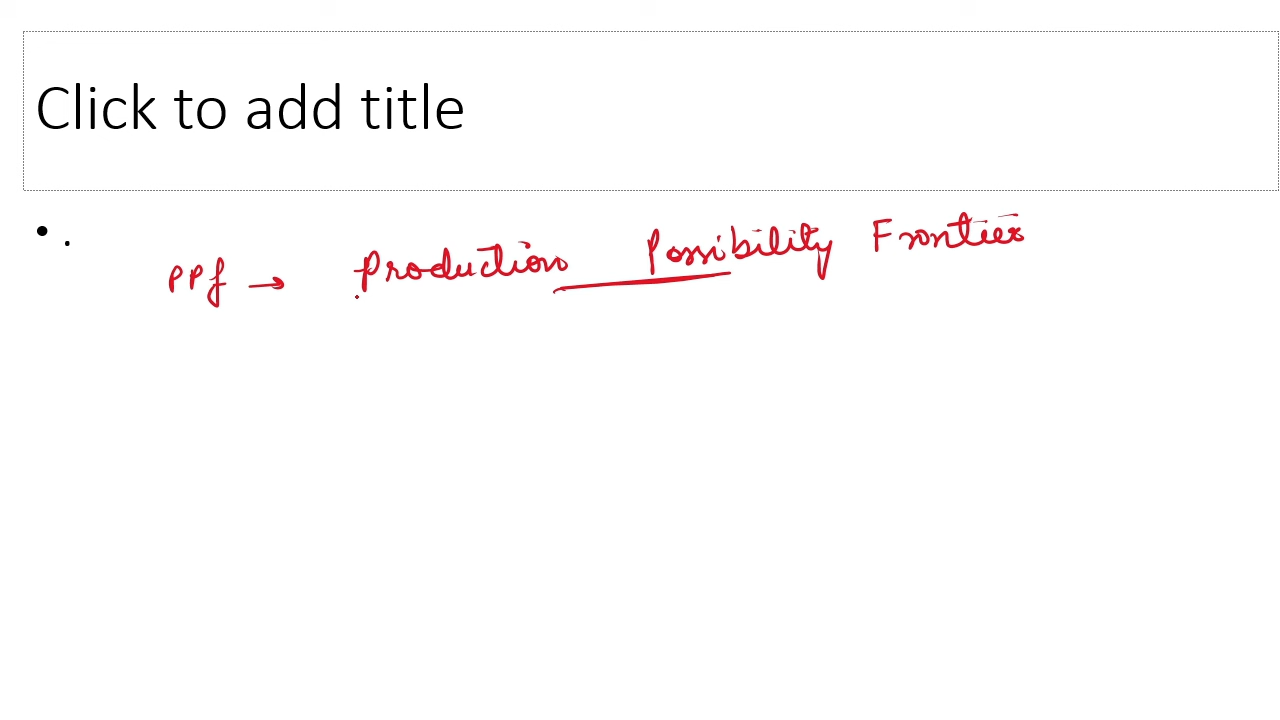 Click to add title
• .
PPf → Production Possibility Frontier